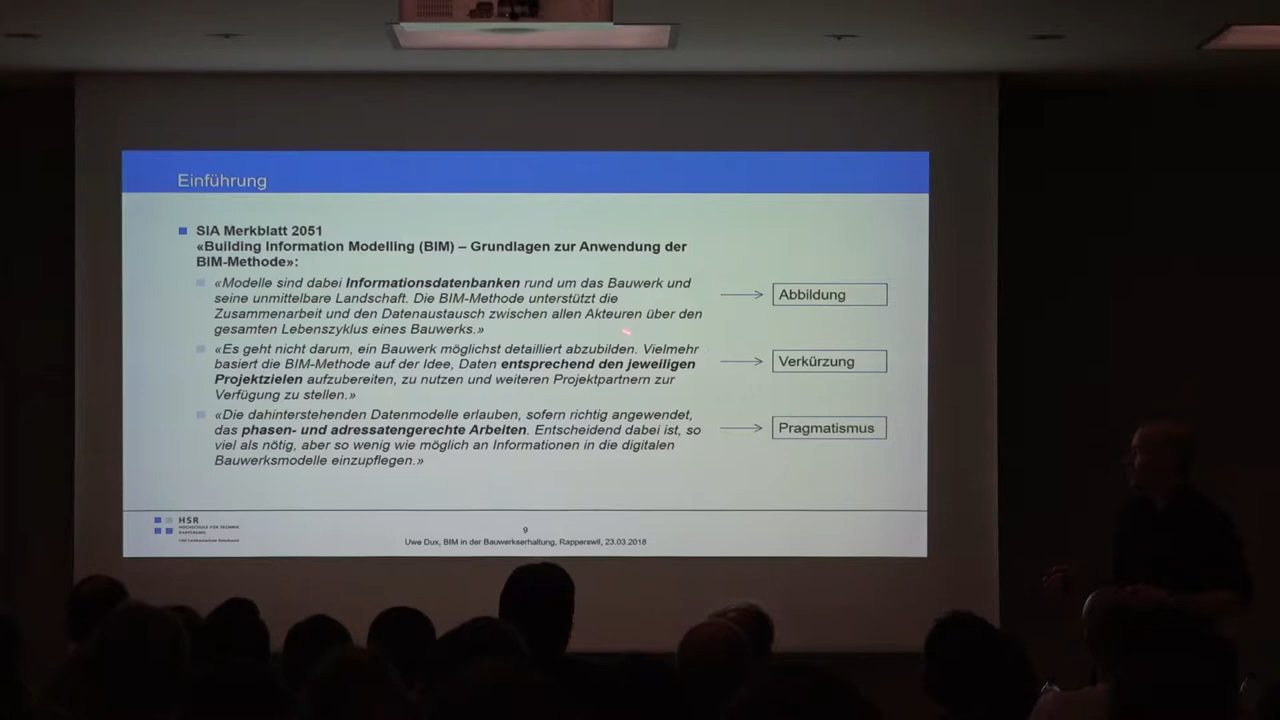 Einführung
SIA Merkblatt 2051
«Building Information Modelling (BIM) – Grundlagen zur Anwendung der
BIM-Methode»:
«Modelle sind dabei Informationsdatenbanken rund um das Bauwerk und
seine unmittelbare Landschaft. Die BIM-Methode unterstützt die
Zusammenarbeit und den Datenaustausch zwischen allen Akteuren über den
gesamten Lebenszyklus eines Bauwerks.»
Abbildung
«Es geht nicht darum, ein Bauwerk möglichst detailliert abzubilden. Vielmehr
basiert die BIM-Methode auf der Idee, Daten entsprechend den jeweiligen
Projektzielen aufzubereiten, zu nutzen und weiteren Projektpartnern zur
Verfügung zu stellen.»
Verkürzung
«Die dahinterstehenden Datenmodelle erlauben, sofern richtig angewendet,
das phasen- und adressatengerechte Arbeiten. Entscheidend dabei ist, so
viel als nötig, aber so wenig wie möglich an Informationen in die digitalen
Bauwerksmodelle einzupflegen.»
Pragmatismus
HSR
HOCHSCHULE FÜR TECHNIK
RAPPERSWIL
9
Uwe Dux, BIM in der Bauwerkserhaltung, Rapperswil, 23.03.2018